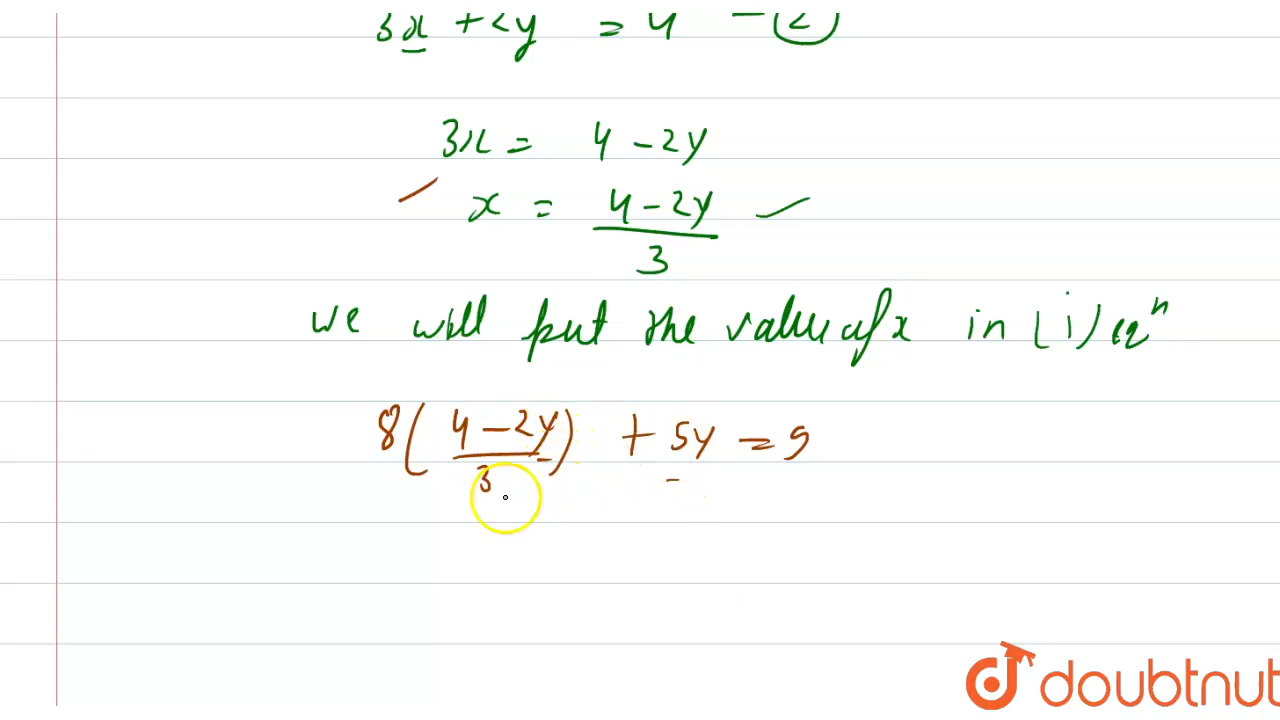 3x + 2y = 4 - (2)
3x = 4 - 2y
x = 4 - 2y
3
we will put the value of x in (i) eqⁿ
8(4 - 2y) + 5y = 9
3
doubtnut